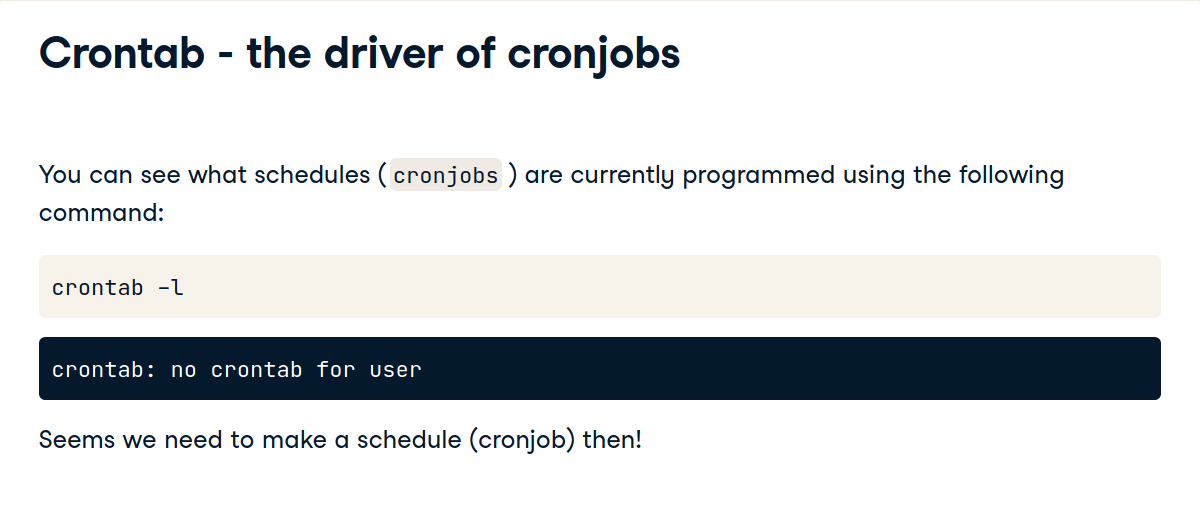 Crontab - the driver of cronjobs
You can see what schedules ( cronjobs ) are currently programmed using the following
command:
crontab -l
crontab: no crontab for user
Seems we need to make a schedule (cronjob) then!